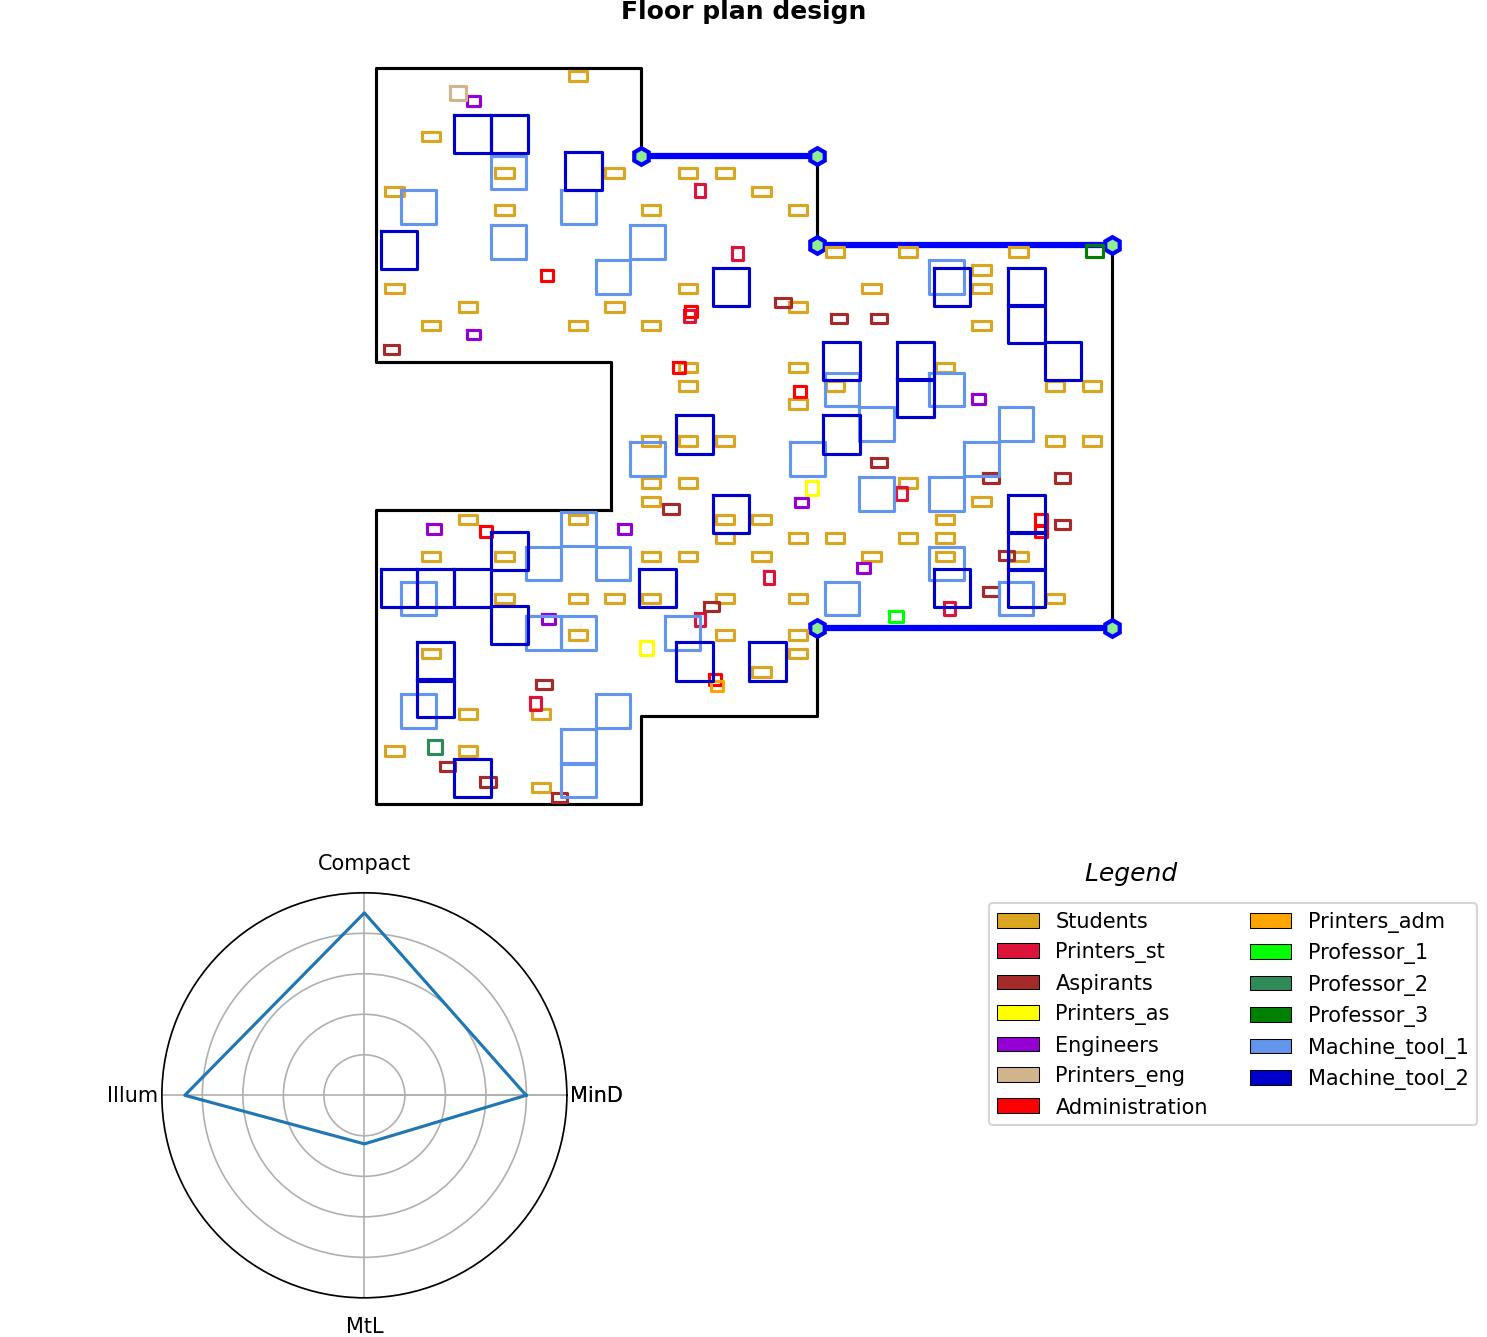 Floor plan design
Compact
Illum
MinD
MtL
Legend
Students
Printers_st
Aspirants
Printers_as
Engineers
Printers_eng
Administration
Printers_adm
Professor_1
Professor_2
Professor_3
Machine_tool_1
Machine_tool_2